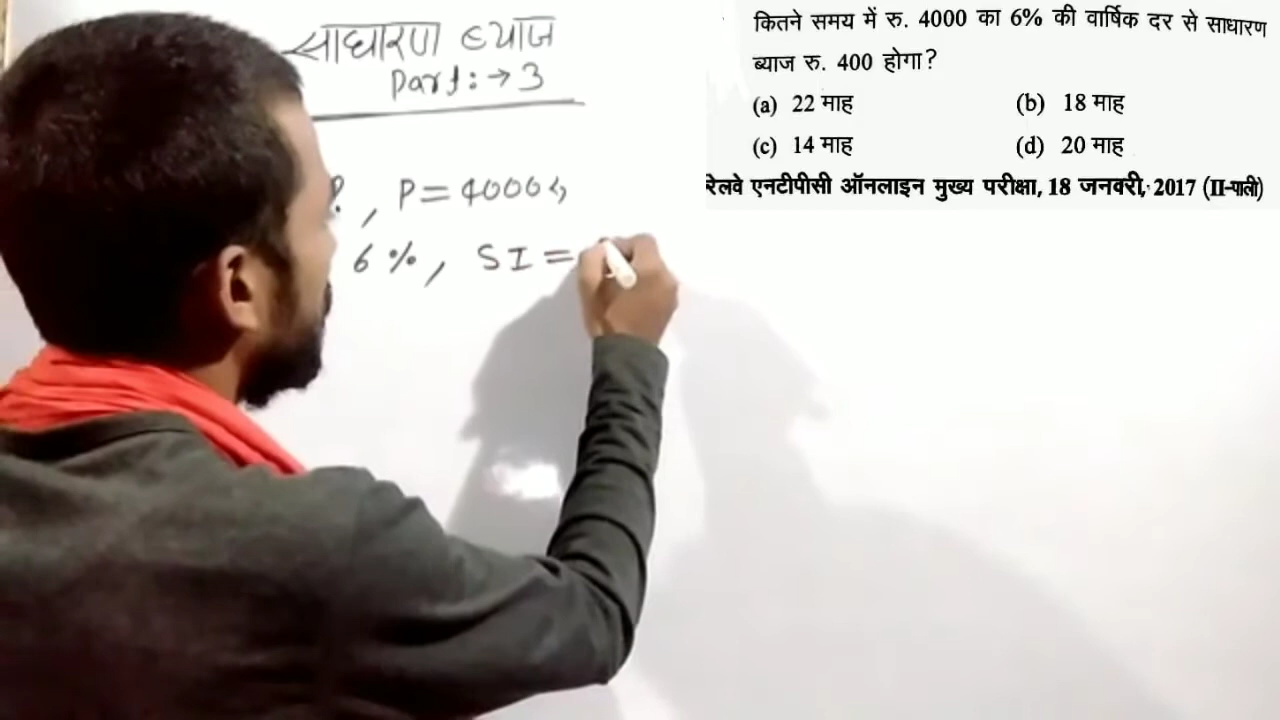 साधारण ब्याज
Part:→3
?, P=4000रु,
6%, SI=
कितने समय में रु. 4000 का 6% की वार्षिक दर से साधारण
ब्याज रु. 400 होगा?
(a) 22 माह (b) 18 माह
(c) 14 माह (d) 20 माह
रेलवे एनटीपीसी ऑनलाइन मुख्य परीक्षा, 18 जनवरी, 2017 (II-पाली)